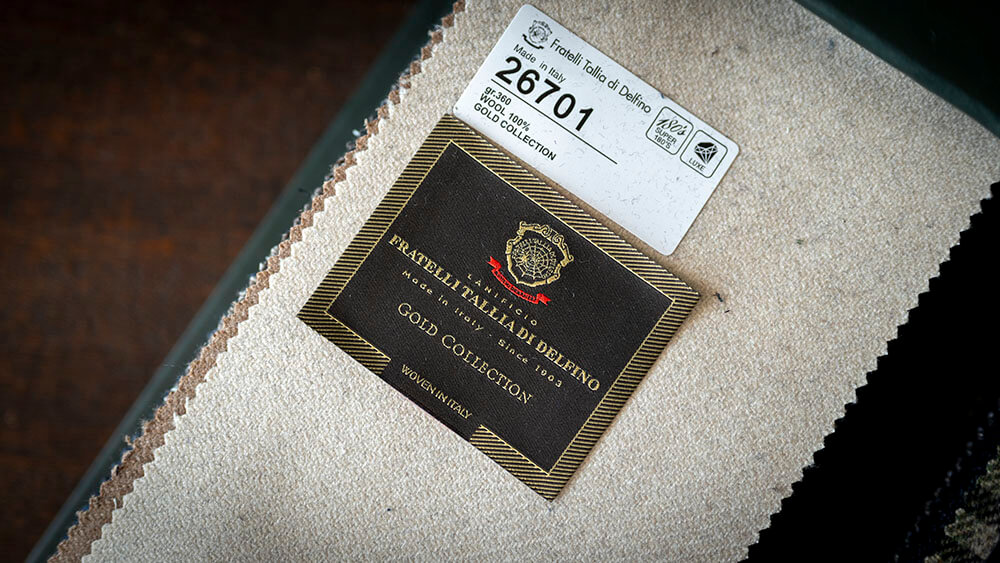 Fratelli Tallia di Delfino
Made in Italy
26701
gr.360
WOOL 100%
GOLD COLLECTION
180's
SUPER
180'S
LUXE
LANIFICIO
FRATELLI TALLIA DI DELFINO
Made in Italy - Since 1903
GOLD COLLECTION
WOVEN IN ITALY